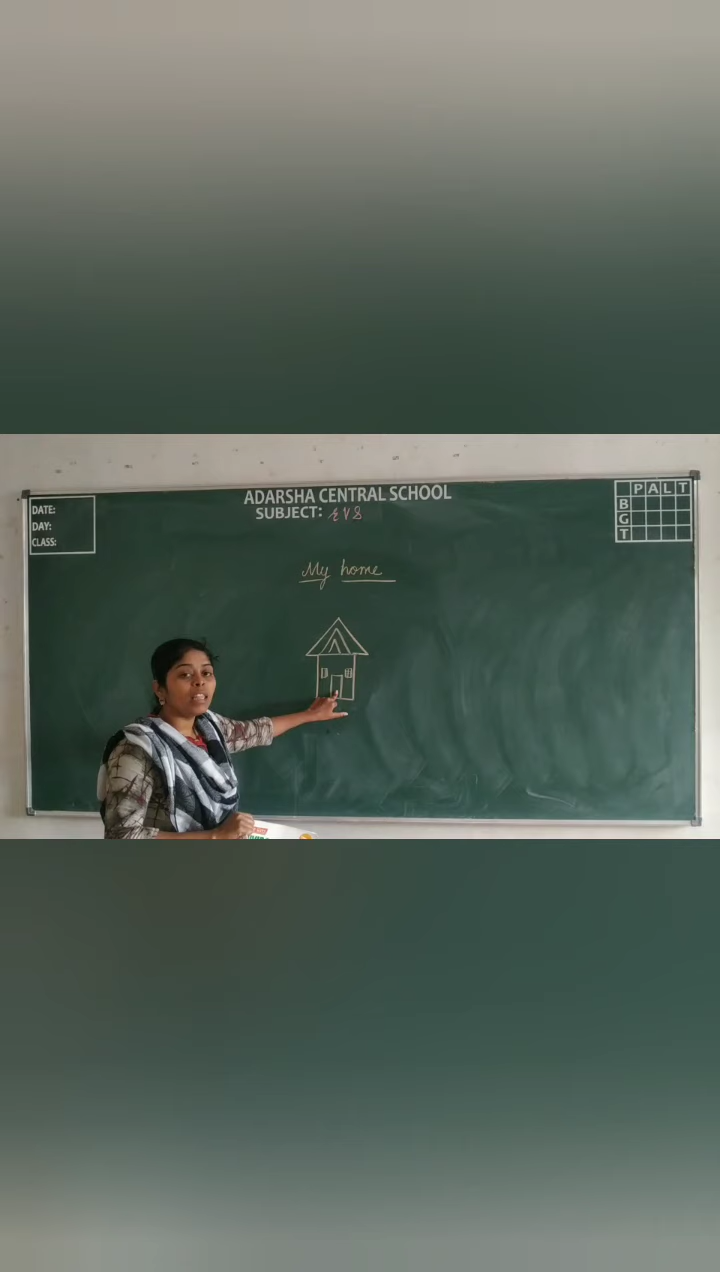 ADARSHA CENTRAL SCHOOL
SUBJECT: EVS
DATE:
DAY:
CLASS:
P A L T
B
G
T
My home